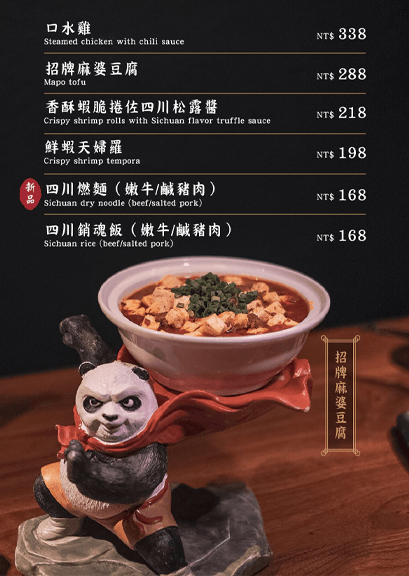 口水雞
Steamed chicken with chili sauce
NT$ 338
招牌麻婆豆腐
Mapo tofu
NT$ 288
香酥蝦脆捲佐四川松露醬
Crispy shrimp rolls with Sichuan flavor truffle sauce
NT$ 218
鮮蝦天婦羅
Crispy shrimp tempora
NT$ 198
新品
四川燃麵（嫩牛/鹹豬肉）
Sichuan dry noodle (beef/salted pork)
NT$ 168
四川銷魂飯（嫩牛/鹹豬肉）
Sichuan rice (beef/salted pork)
NT$ 168
招牌麻婆豆腐